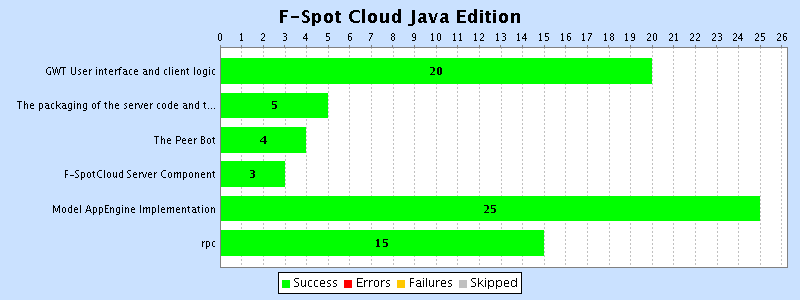 F-Spot Cloud Java Edition
0 1 2 3 4 5 6 7 8 9 10 11 12 13 14 15 16 17 18 19 20 21 22 23 24 25 26
GWT User interface and client logic 20
The packaging of the server code and t... 5
The Peer Bot 4
F-SpotCloud Server Component 3
Model AppEngine Implementation 25
rpc 15
Success Errors Failures Skipped